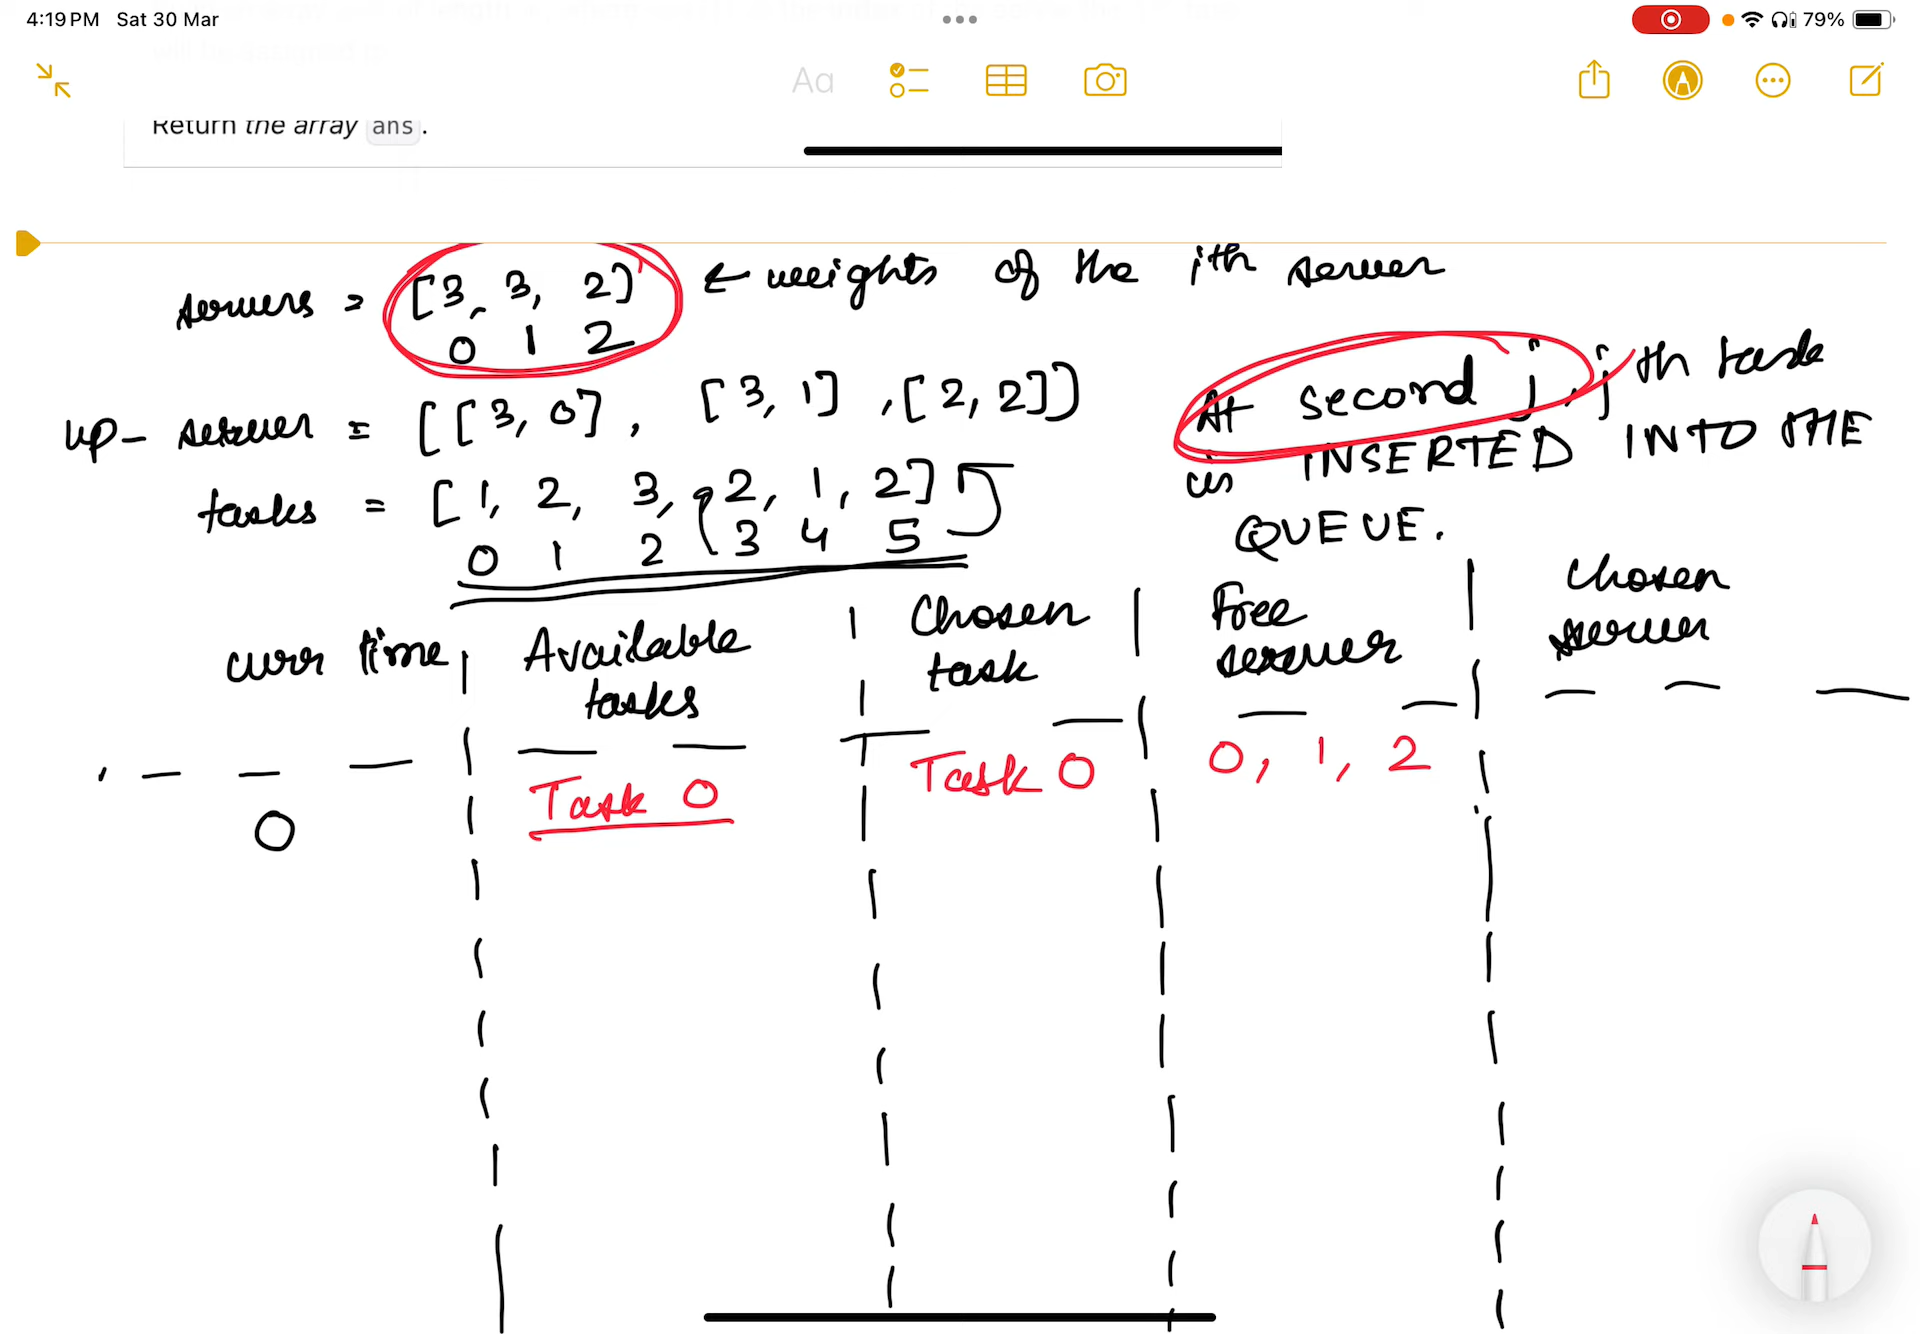 4:19 PM Sat 30 Mar
79%
Aa
Return the array ans.
servers = [3, 3, 2] ← weights of the ith server
0 1 2
up-server = [[3, 0], [3, 1], [2, 2]]
At second j, jth task
is INSERTED INTO THE
QUEUE.
tasks = [1, 2, 3, 2, 1, 2]
0 1 2 3 4 5
curr time | Available tasks | Chosen task | Free server | Chosen server
0 | Task 0 | Task 0 | 0, 1, 2